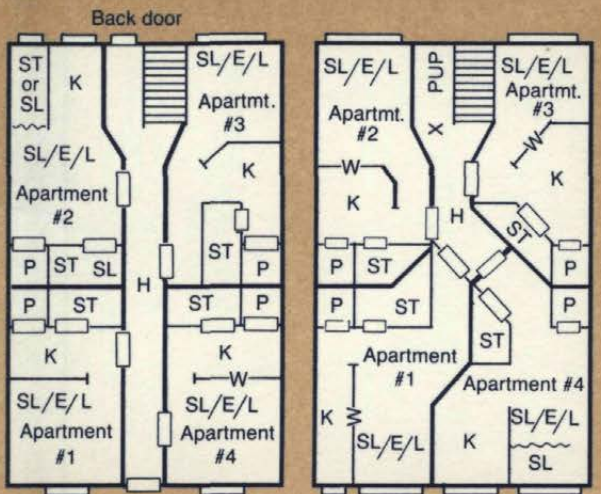 Back door
ST
or
SL
K
SL/E/L
Apartment
#2
P
ST
SL
P
ST
K
SL/E/L
Apartment
#1
H
SL/E/L
Apartmt.
#3
K
ST
P
ST
P
K
W
SL/E/L
Apartment
#4
SL/E/L
Apartmt.
#2
W
K
P
ST
P
ST
Apartment
#1
K
W
SL/E/L
PUP
X
H
SL/E/L
Apartmt.
#3
W
K
ST
P
P
ST
Apartment #4
SL/E/L
K
SL